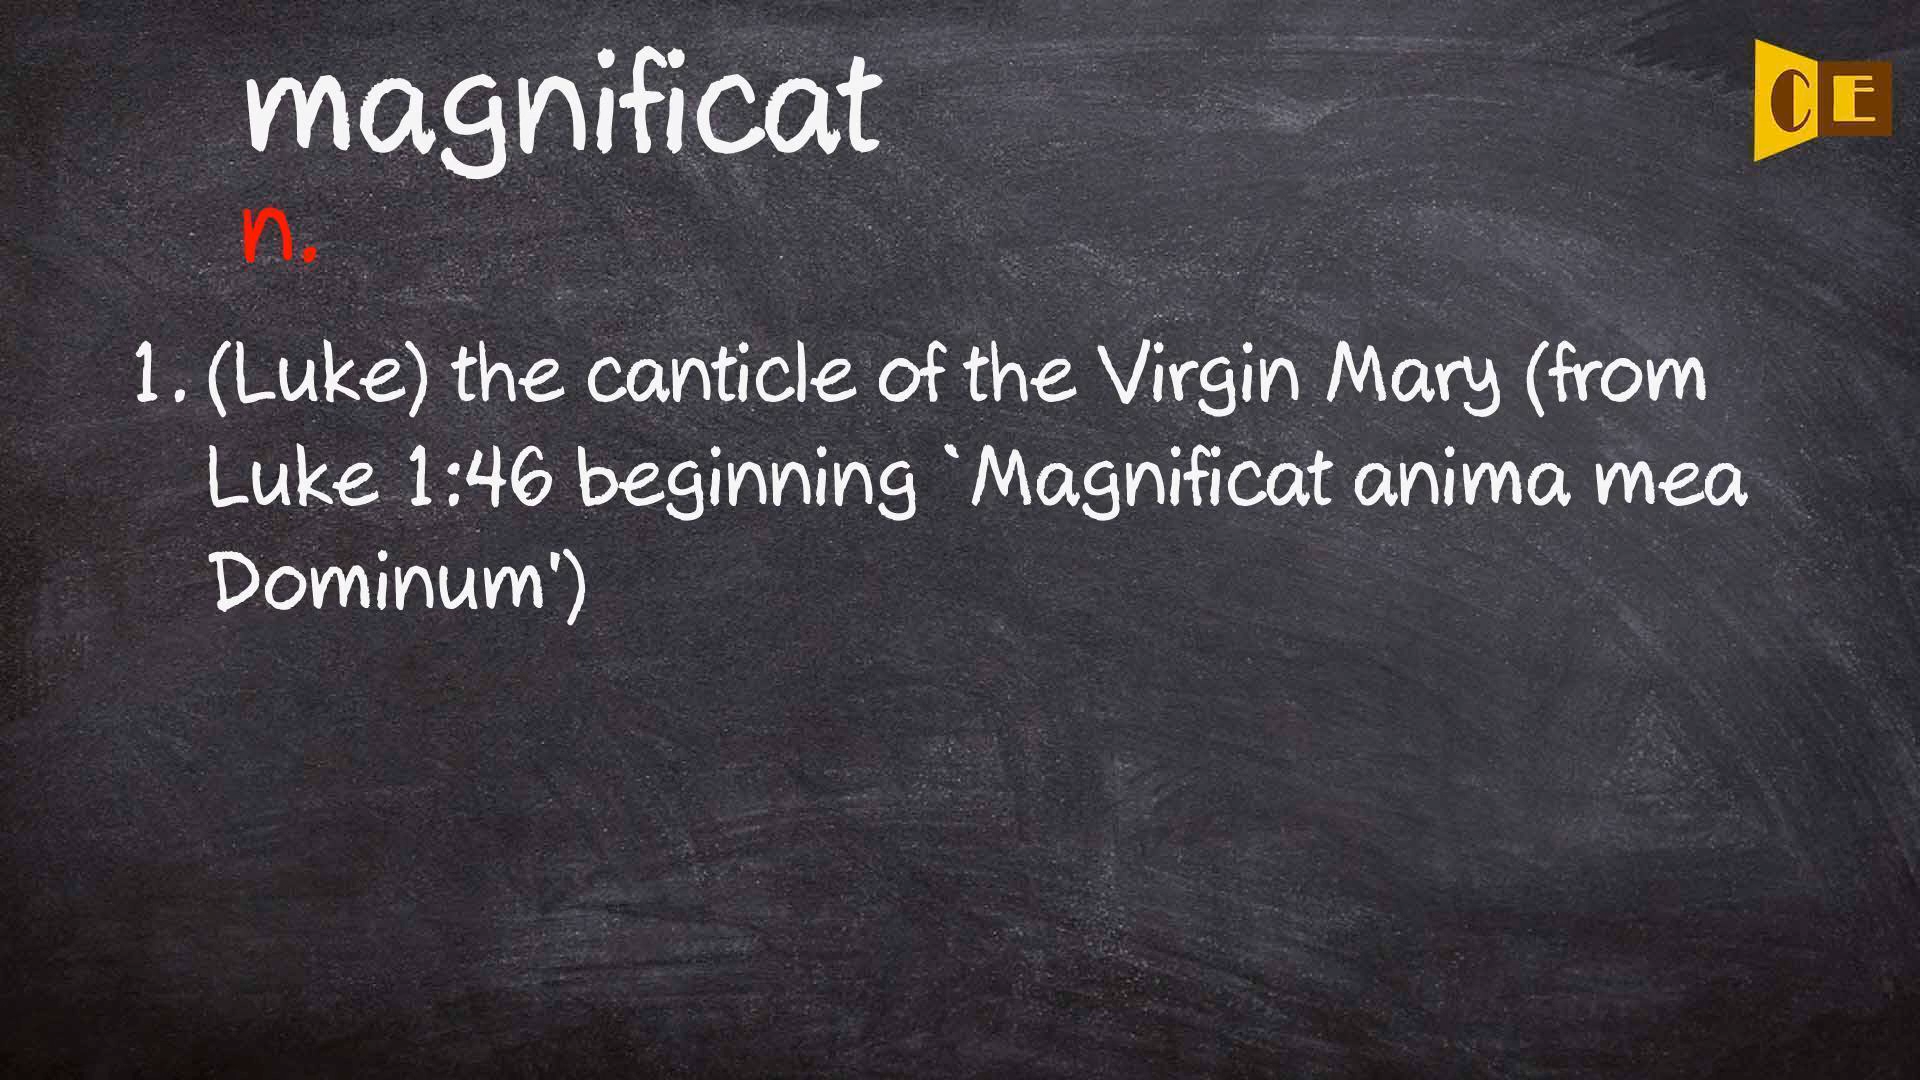 magnificat
CE
n.
1. (Luke) the canticle of the Virgin Mary (from
Luke 1:46 beginning `Magnificat anima mea
Dominum')